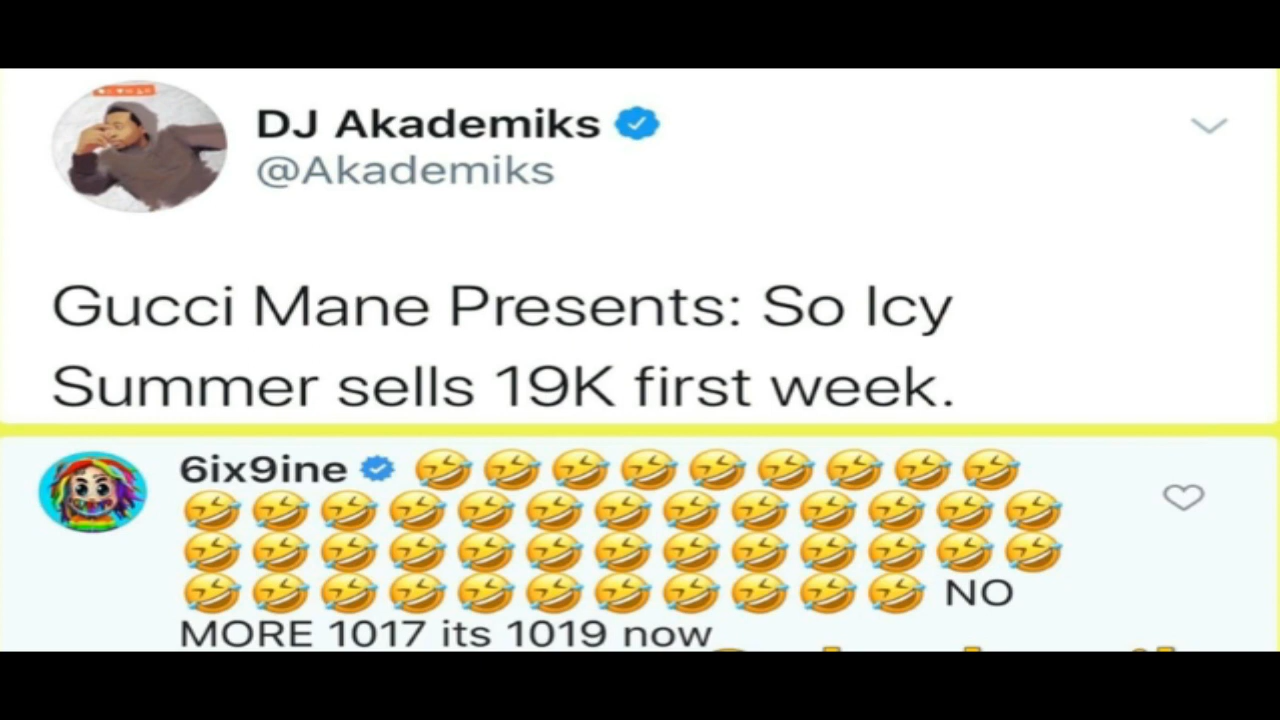 DJ Akademiks
@Akademiks
Gucci Mane Presents: So Icy
Summer sells 19K first week.
6ix9ine 🤣🤣🤣🤣🤣🤣🤣🤣🤣
🤣🤣🤣🤣🤣🤣🤣🤣🤣🤣🤣🤣🤣
🤣🤣🤣🤣🤣🤣🤣🤣🤣🤣🤣🤣🤣
🤣🤣🤣🤣🤣🤣🤣🤣🤣🤣🤣 NO
MORE 1017 its 1019 now